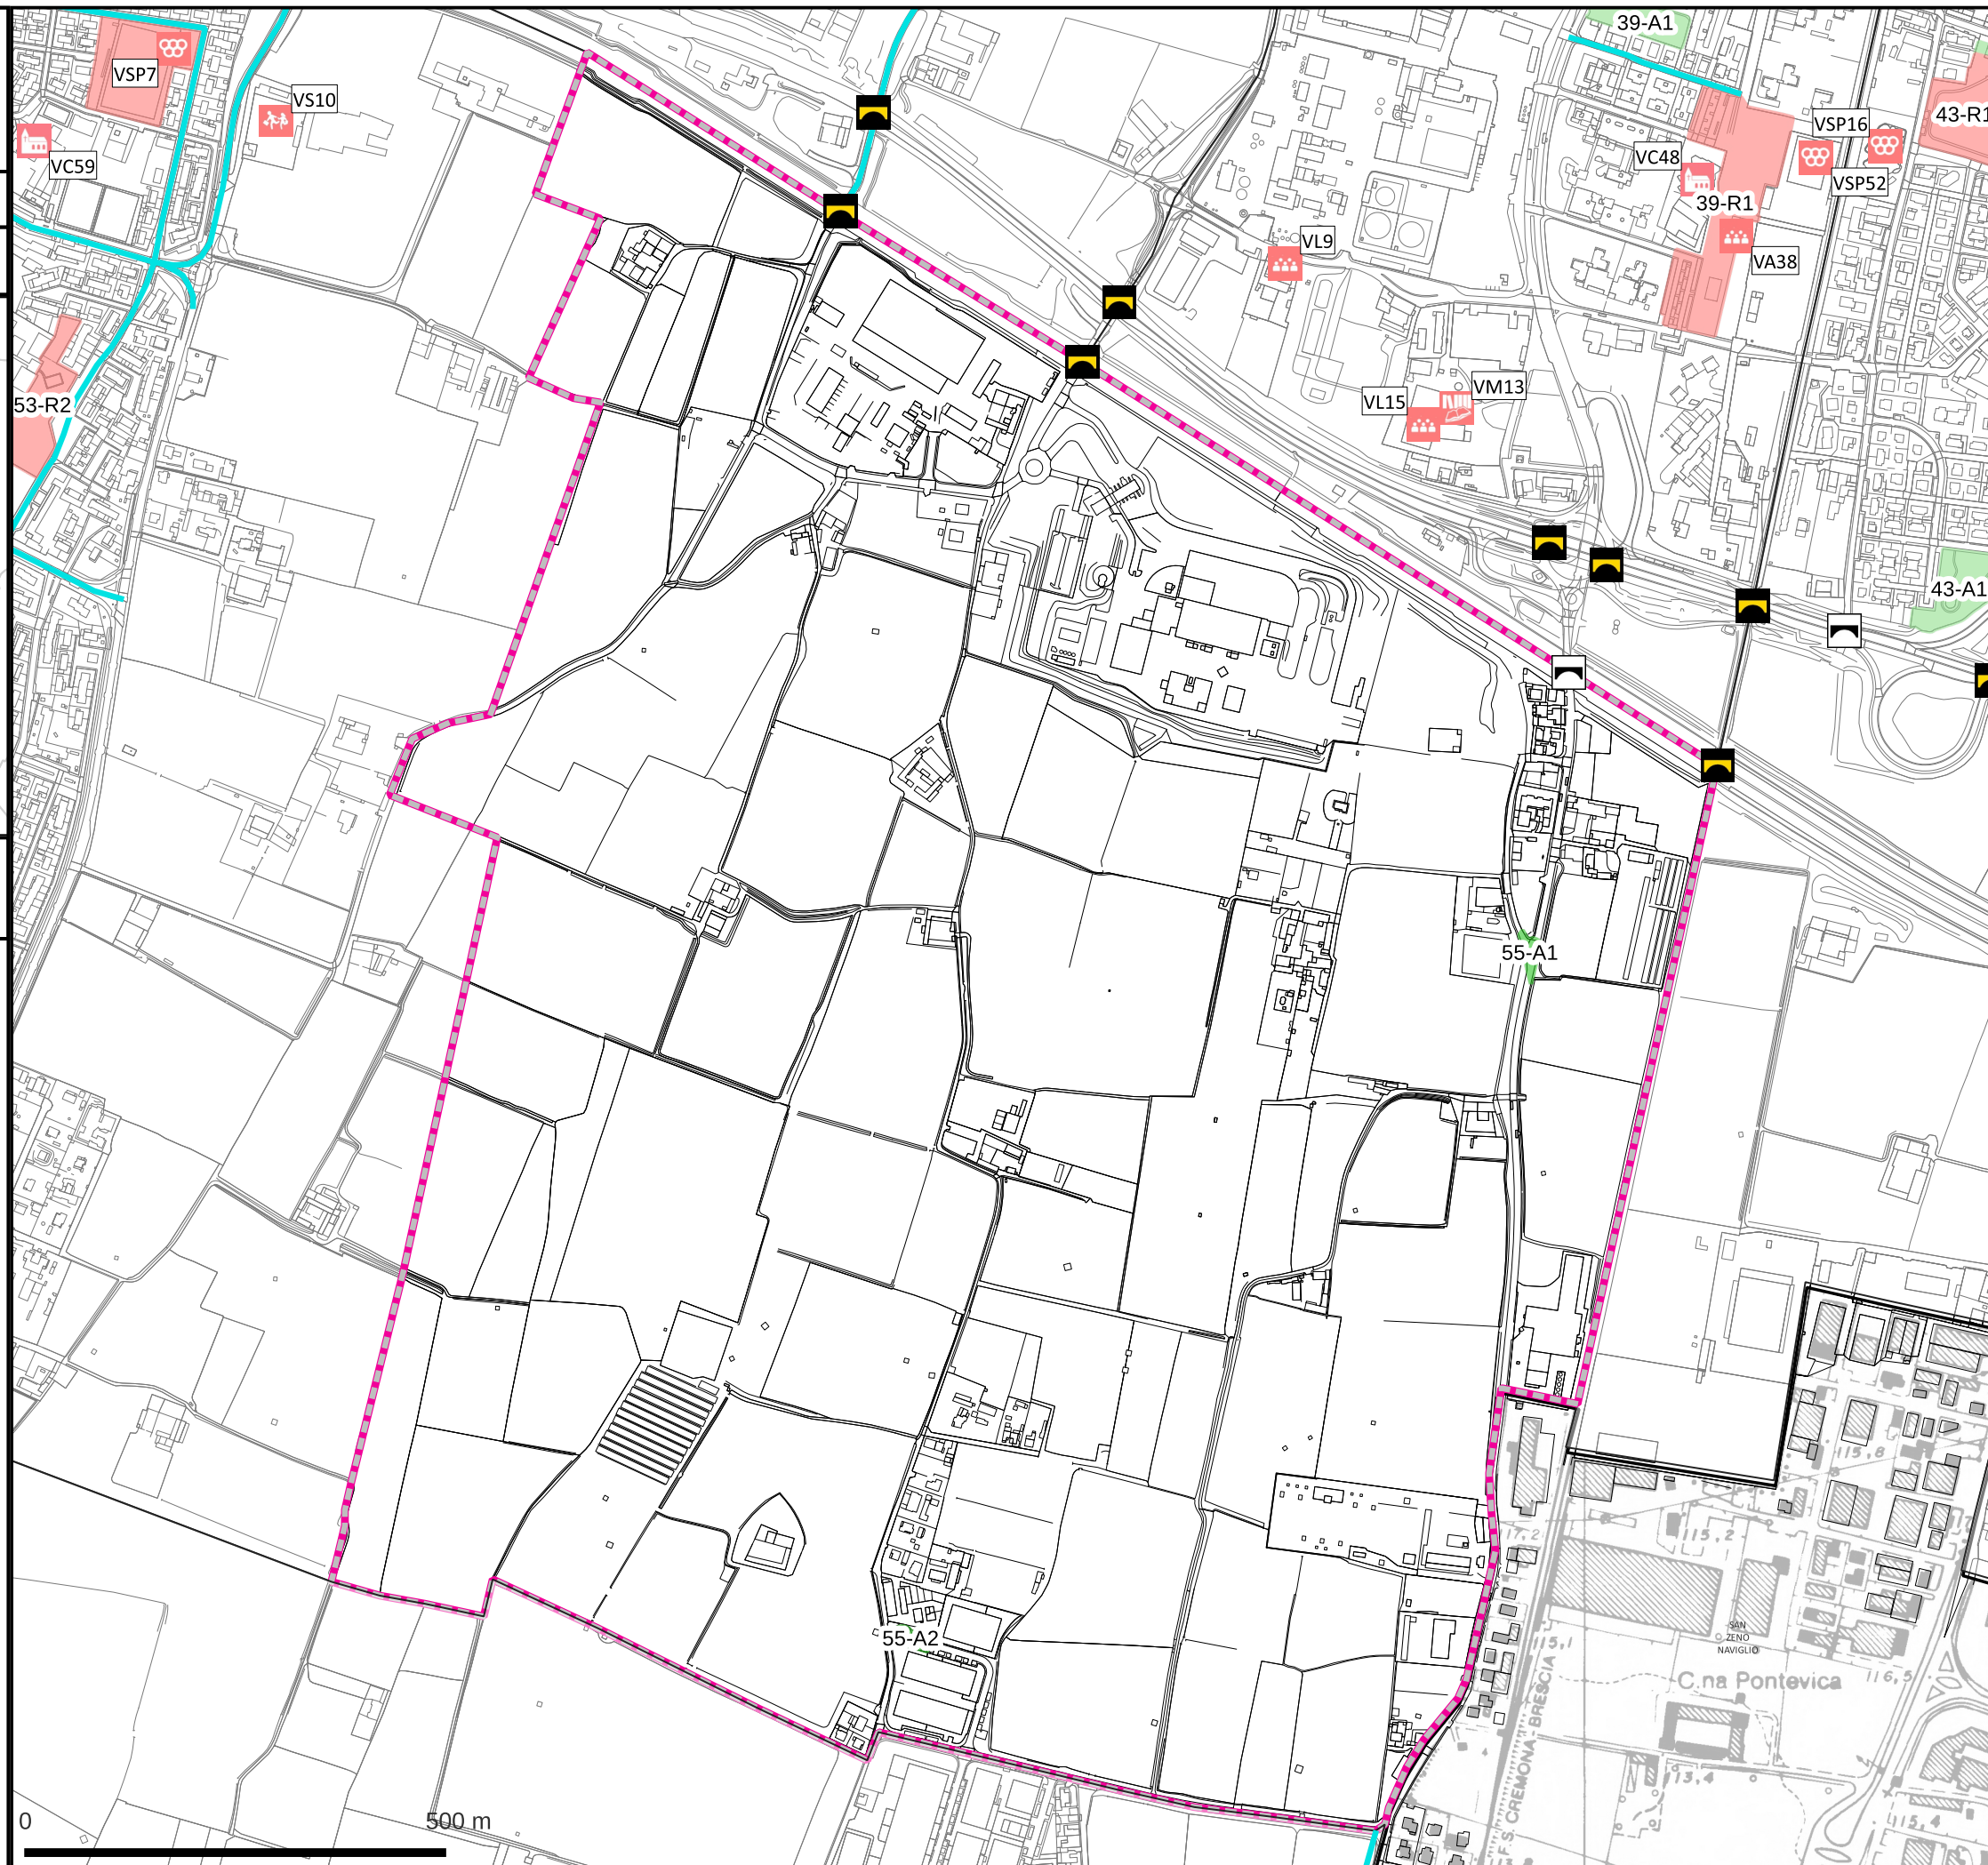 39-A1
VSP7
VS10
43-R1
VSP16
VC48
VC59
VSP52
39-R1
VL9
VA38
VM13
VL15
53-R2
43-A1
55-A1
115,8
115,2
17,2
SAN
ZENO
NAVIGLIO
55-A2
115,1
C.na Pontevica
116,5
F.S. CREMONA-BRESCIA
113,4
115,4
0
500 m